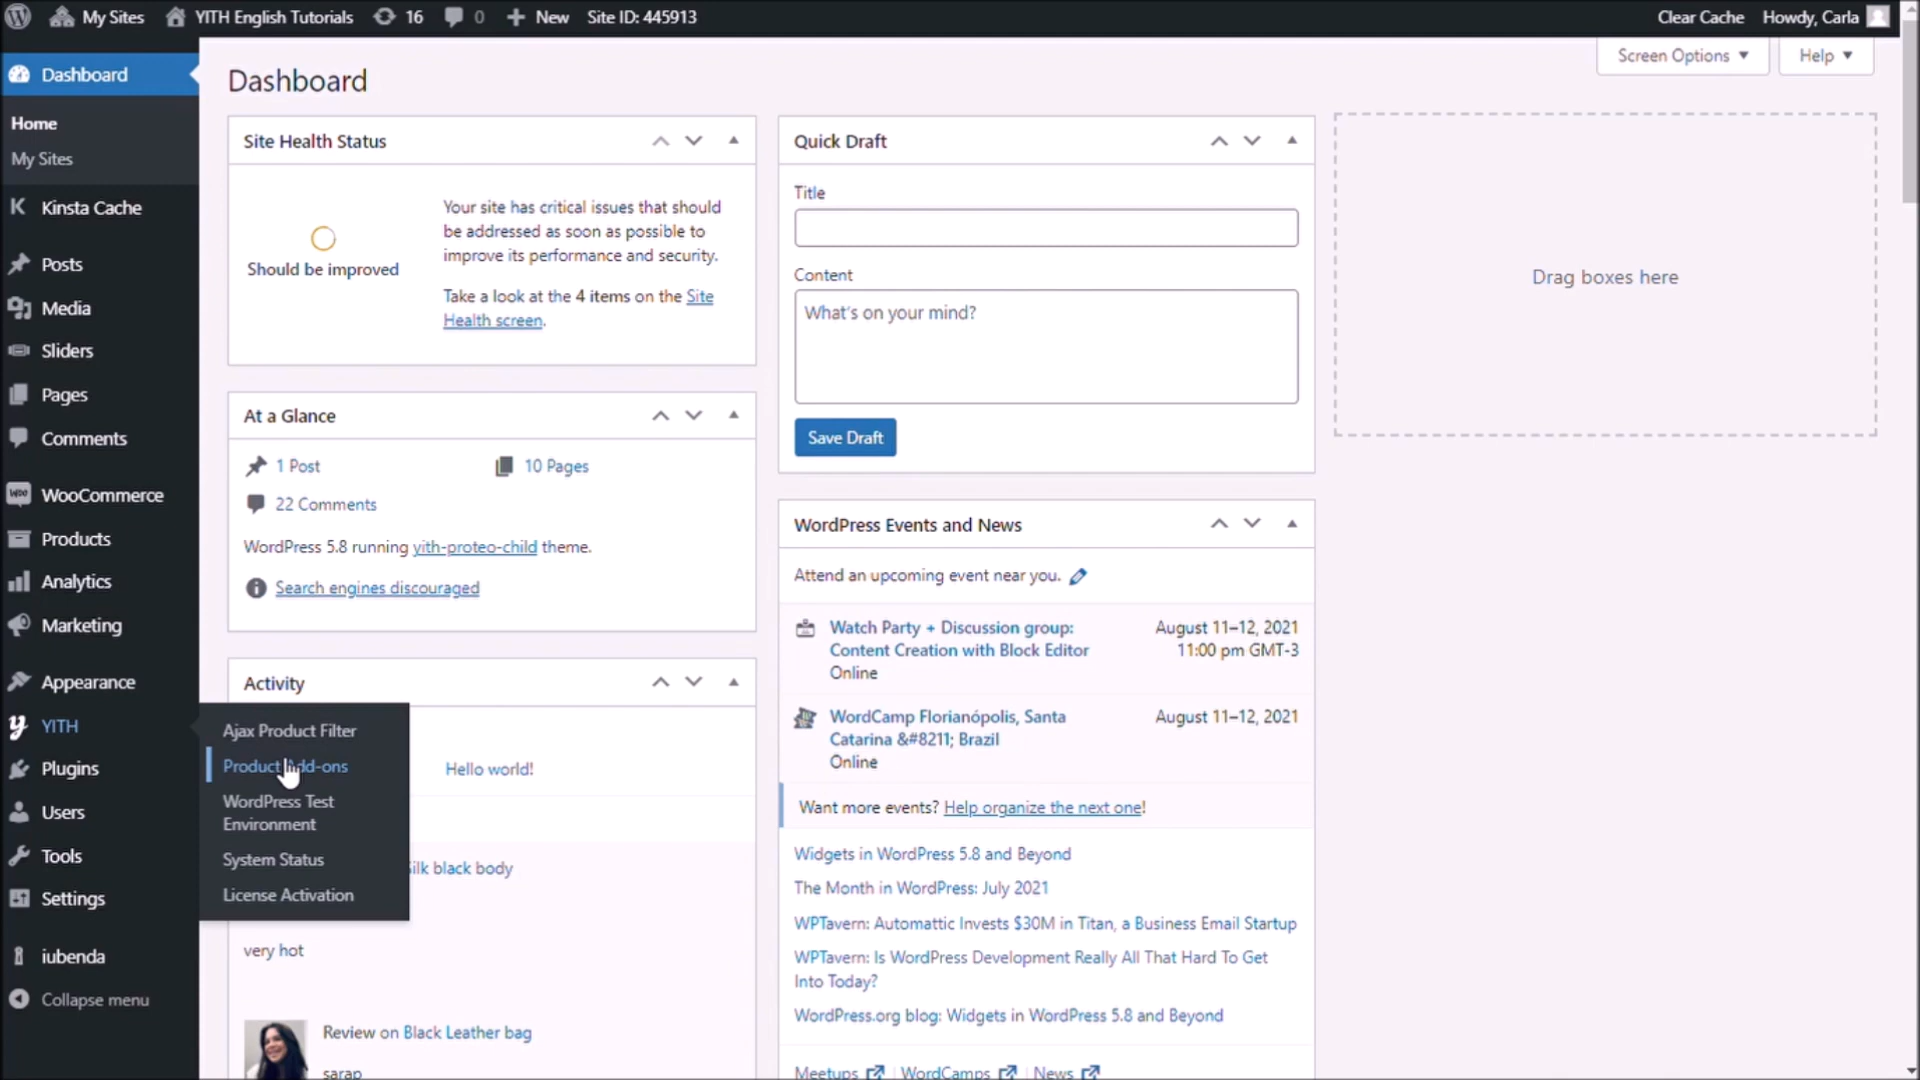 My Sites
YITH English Tutorials
16
0
New
Site ID: 445913
Clear Cache
Howdy, Carla
Dashboard
Home
My Sites
Kinsta Cache
Posts
Media
Sliders
Pages
Comments
WooCommerce
Products
Analytics
Marketing
Appearance
YITH
Plugins
Users
Tools
Settings
iubenda
Collapse menu
Ajax Product Filter
Product Add-ons
WordPress Test
Environment
System Status
License Activation
Screen Options
Help
Dashboard
Site Health Status
Should be improved
Your site has critical issues that should
be addressed as soon as possible to
improve its performance and security.
Take a look at the 4 items on the Site
Health screen.
At a Glance
1 Post
10 Pages
22 Comments
WordPress 5.8 running yith-proteo-child theme.
Search engines discouraged
Activity
Hello world!
Silk black body
very hot
Review on Black Leather bag
sarap
Quick Draft
Title
Content
What's on your mind?
Save Draft
WordPress Events and News
Attend an upcoming event near you.
Watch Party + Discussion group:
Content Creation with Block Editor
Online
August 11–12, 2021
11:00 pm GMT-3
WordCamp Florianópolis, Santa
Catarina &#8211; Brazil
Online
August 11–12, 2021
Want more events? Help organize the next one!
Widgets in WordPress 5.8 and Beyond
The Month in WordPress: July 2021
WPTavern: Automattic Invests $30M in Titan, a Business Email Startup
WPTavern: Is WordPress Development Really All That Hard To Get
Into Today?
WordPress.org blog: Widgets in WordPress 5.8 and Beyond
Meetups
WordCamps
News
Drag boxes here